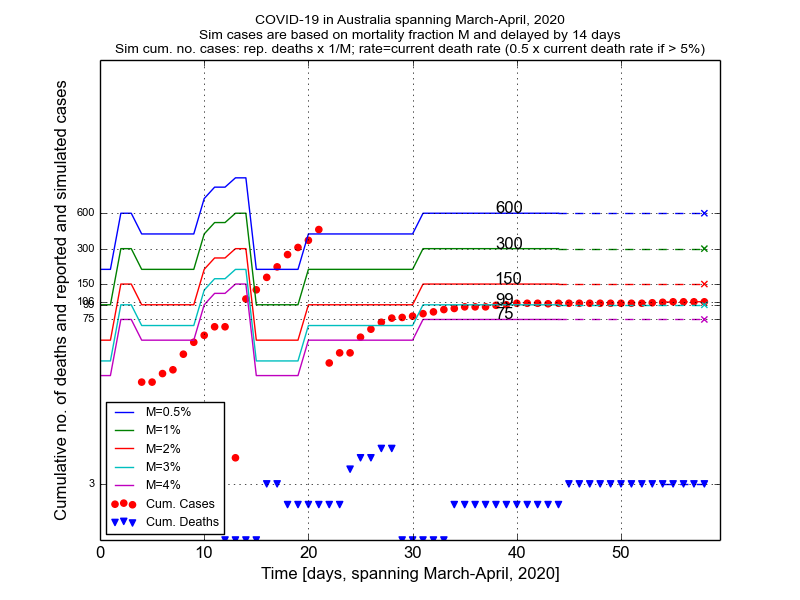 COVID-19 in Australia spanning March-April, 2020
Sim cases are based on mortality fraction M and delayed by 14 days
Sim cum. no. cases: rep. deaths x 1/M; rate=current death rate (0.5 x current death rate if > 5%)
Cumulative no. of deaths and reported and simulated cases
600
300
150
75
3
600
300
150
99
75
M=0.5%
M=1%
M=2%
M=3%
M=4%
Cum. Cases
Cum. Deaths
0 10 20 30 40 50
Time [days, spanning March-April, 2020]